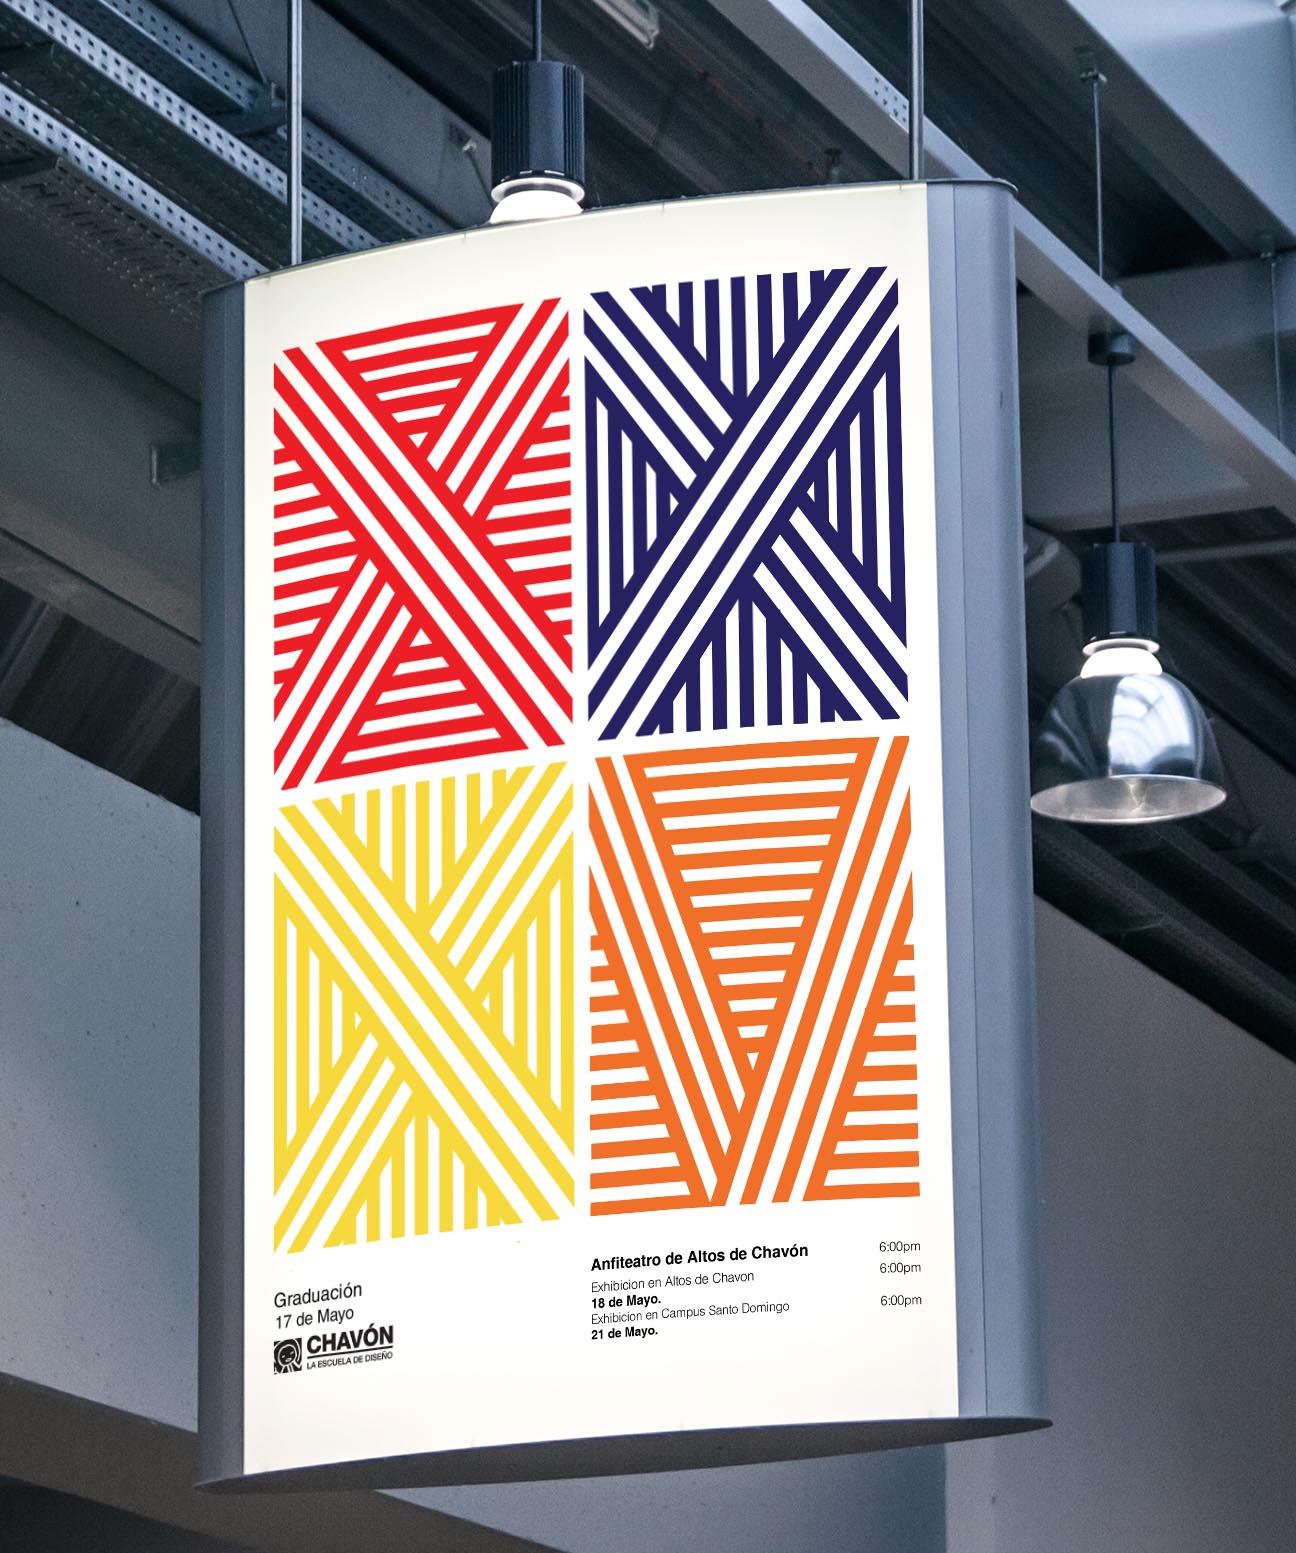 X X
X V
Graduación
17 de Mayo
CHAVÓN
LA ESCUELA DE DISEÑO
Anfiteatro de Altos de Chavón 6:00pm
Exhibicion en Altos de Chavon 6:00pm
18 de Mayo.
Exhibicion en Campus Santo Domingo 6:00pm
21 de Mayo.